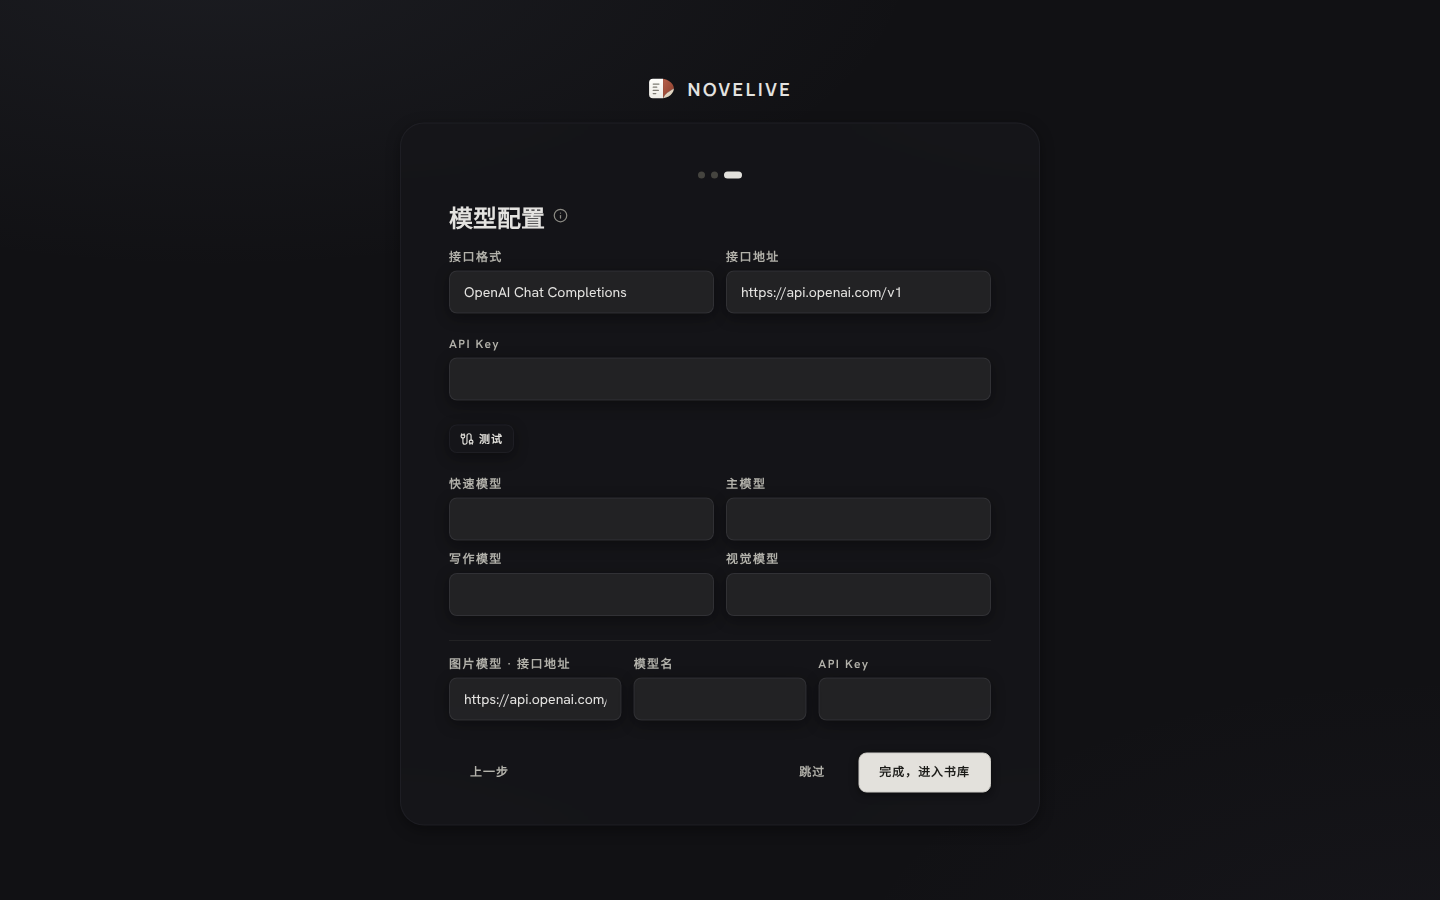 NOVELIVE
模型配置
接口格式
接口地址
OpenAI Chat Completions
https://api.openai.com/v1
API Key
测试
快速模型
主模型
写作模型
视觉模型
图片模型 · 接口地址
模型名
API Key
https://api.openai.com/
上一步
跳过
完成，进入书库